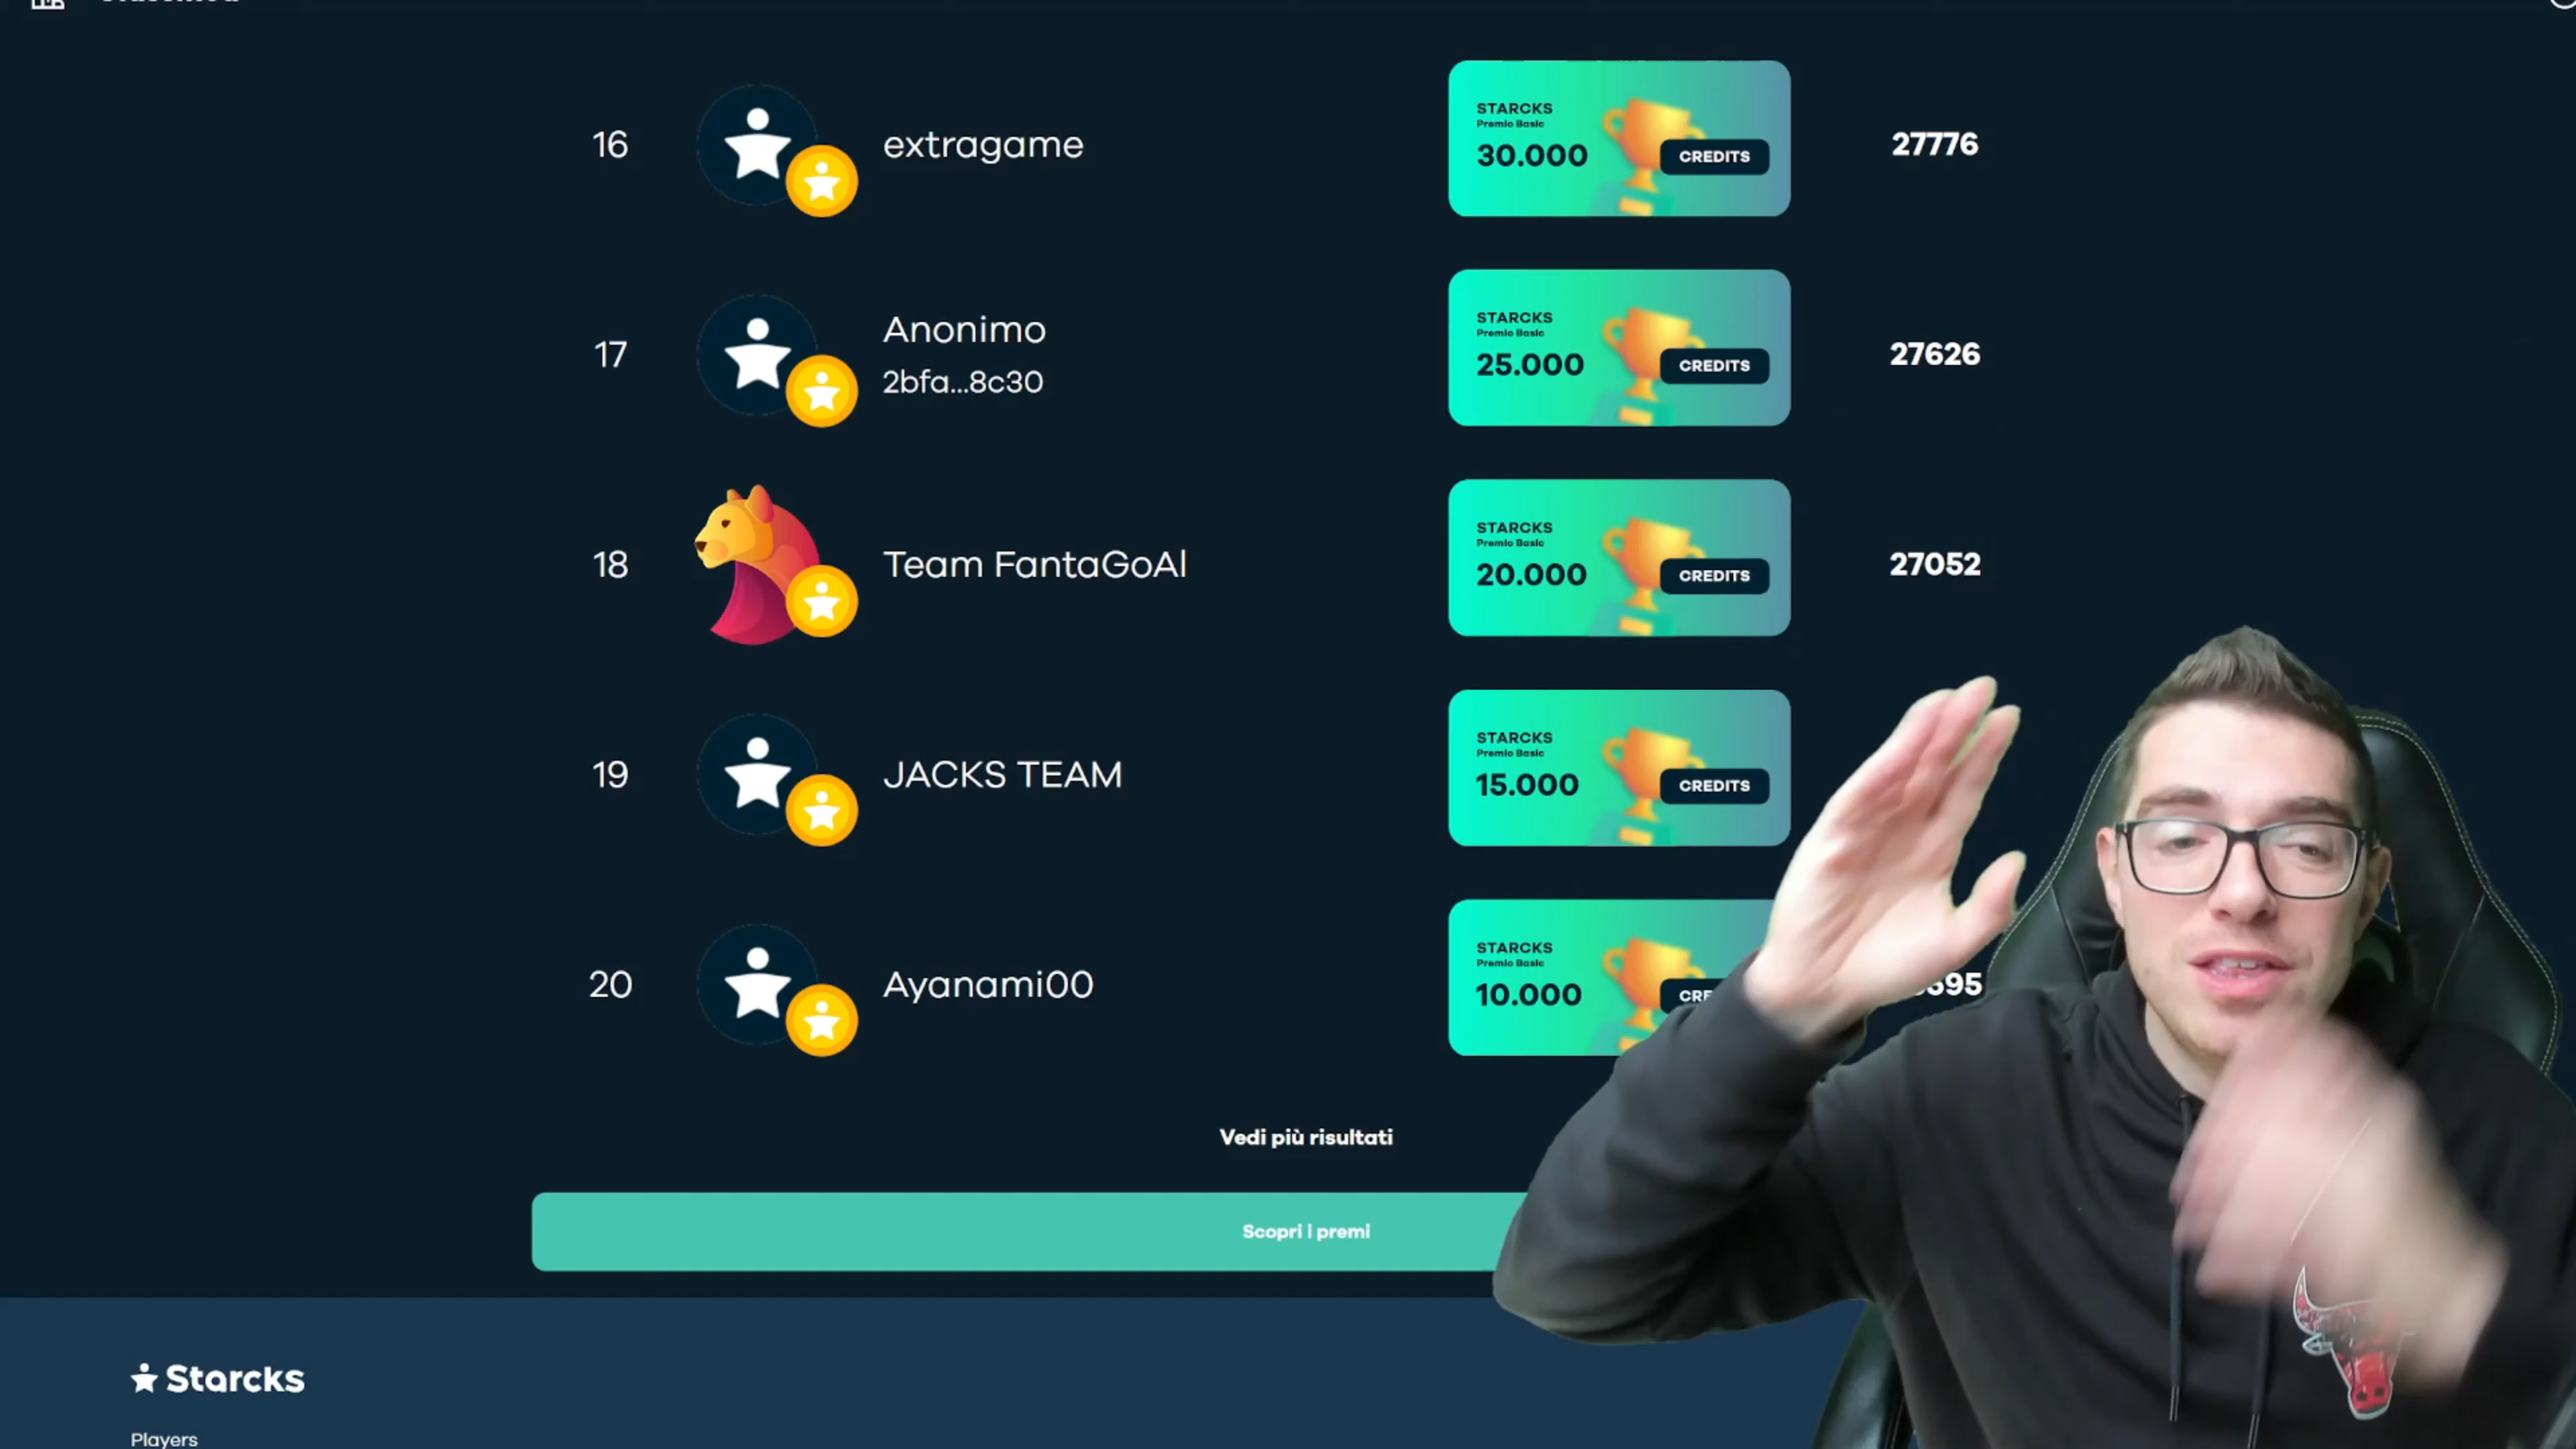 16
extragame
STARCKS
Premio Basic
30.000
CREDITS
27776
17
Anonimo
2bfa...8c30
STARCKS
Premio Basic
25.000
CREDITS
27626
18
Team FantaGoAl
STARCKS
Premio Basic
20.000
CREDITS
27052
19
JACKS TEAM
STARCKS
Premio Basic
15.000
CREDITS
20
Ayanami00
STARCKS
Premio Basic
10.000
Vedi più risultati
Scopri i premi
Starcks
Players